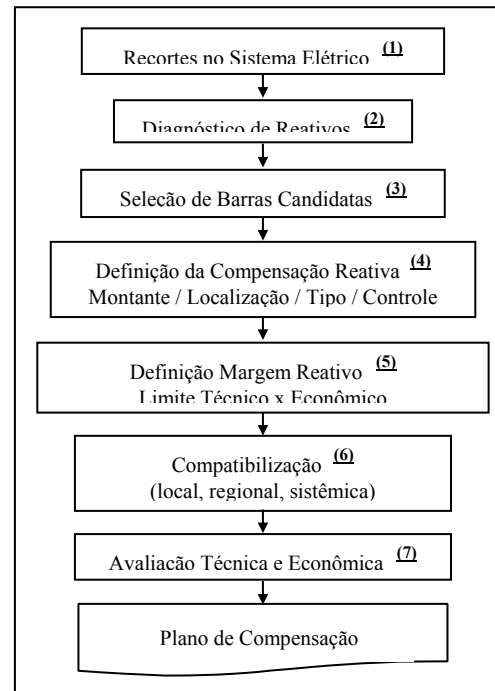 Recortes no Sistema Elétrico (1)
Diagnóstico de Reativos (2)
Seleção de Barras Candidatas (3)
Definição da Compensação Reativa (4)
Montante / Localização / Tipo / Controle
Definição Margem Reativo (5)
Limite Técnico x Econômico
Compatibilização (6)
(local, regional, sistêmica)
Avaliação Técnica e Econômica (7)
Plano de Compensação